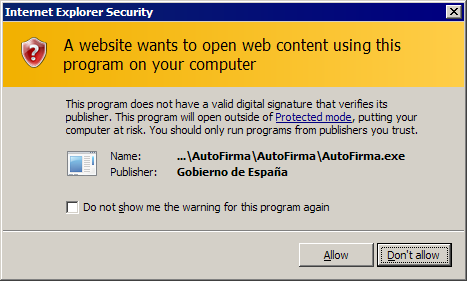 Internet Explorer Security
A website wants to open web content using this
program on your computer
This program does not have a valid digital signature that verifies its
publisher. This program will open outside of Protected mode, putting your
computer at risk. You should only run programs from publishers you trust.
Name: ...\AutoFirma\AutoFirma\AutoFirma.exe
Publisher: Gobierno de España
Do not show me the warning for this program again
Allow Don't allow